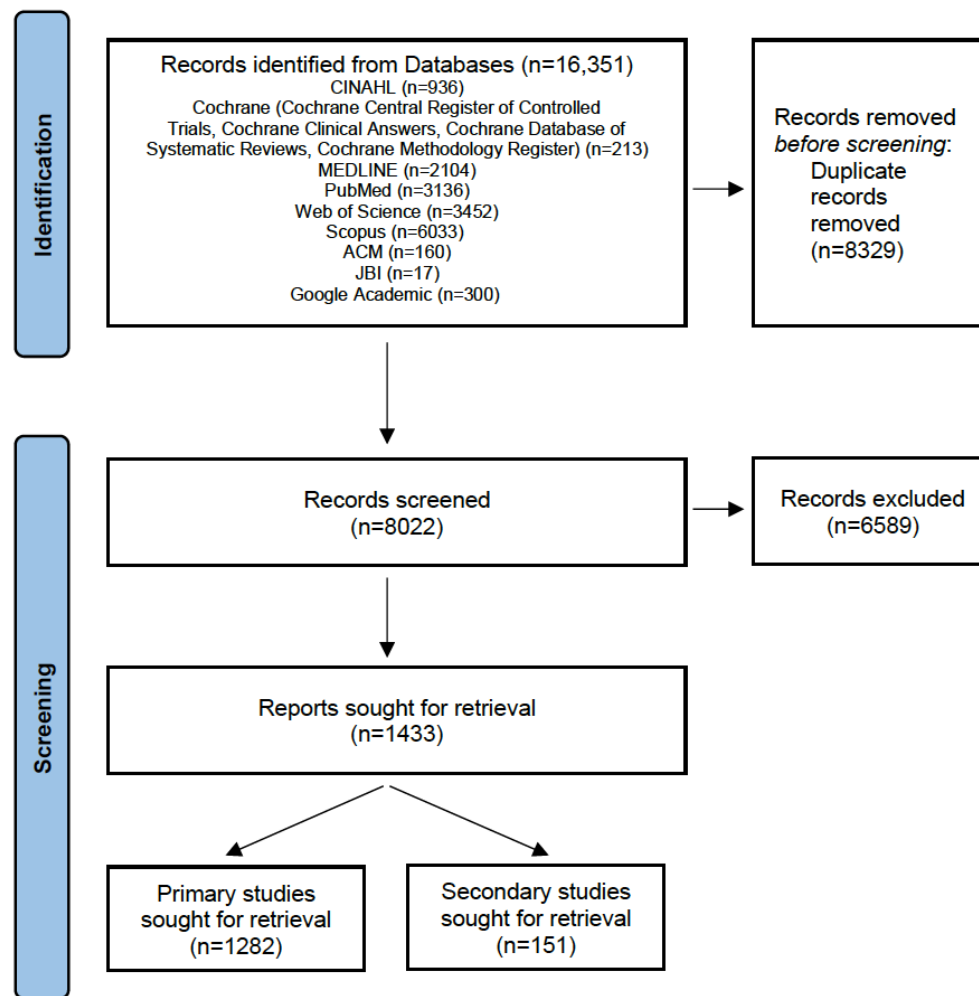 Identification
Records identified from Databases (n=16,351)
CINAHL (n=936)
Cochrane (Cochrane Central Register of Controlled
Trials, Cochrane Clinical Answers, Cochrane Database of
Systematic Reviews, Cochrane Methodology Register) (n=213)
MEDLINE (n=2104)
PubMed (n=3136)
Web of Science (n=3452)
Scopus (n=6033)
ACM (n=160)
JBI (n=17)
Google Academic (n=300)
Records removed
before screening:
Duplicate
records
removed
(n=8329)
Screening
Records screened
(n=8022)
Records excluded
(n=6589)
Reports sought for retrieval
(n=1433)
Primary studies
sought for retrieval
(n=1282)
Secondary studies
sought for retrieval
(n=151)